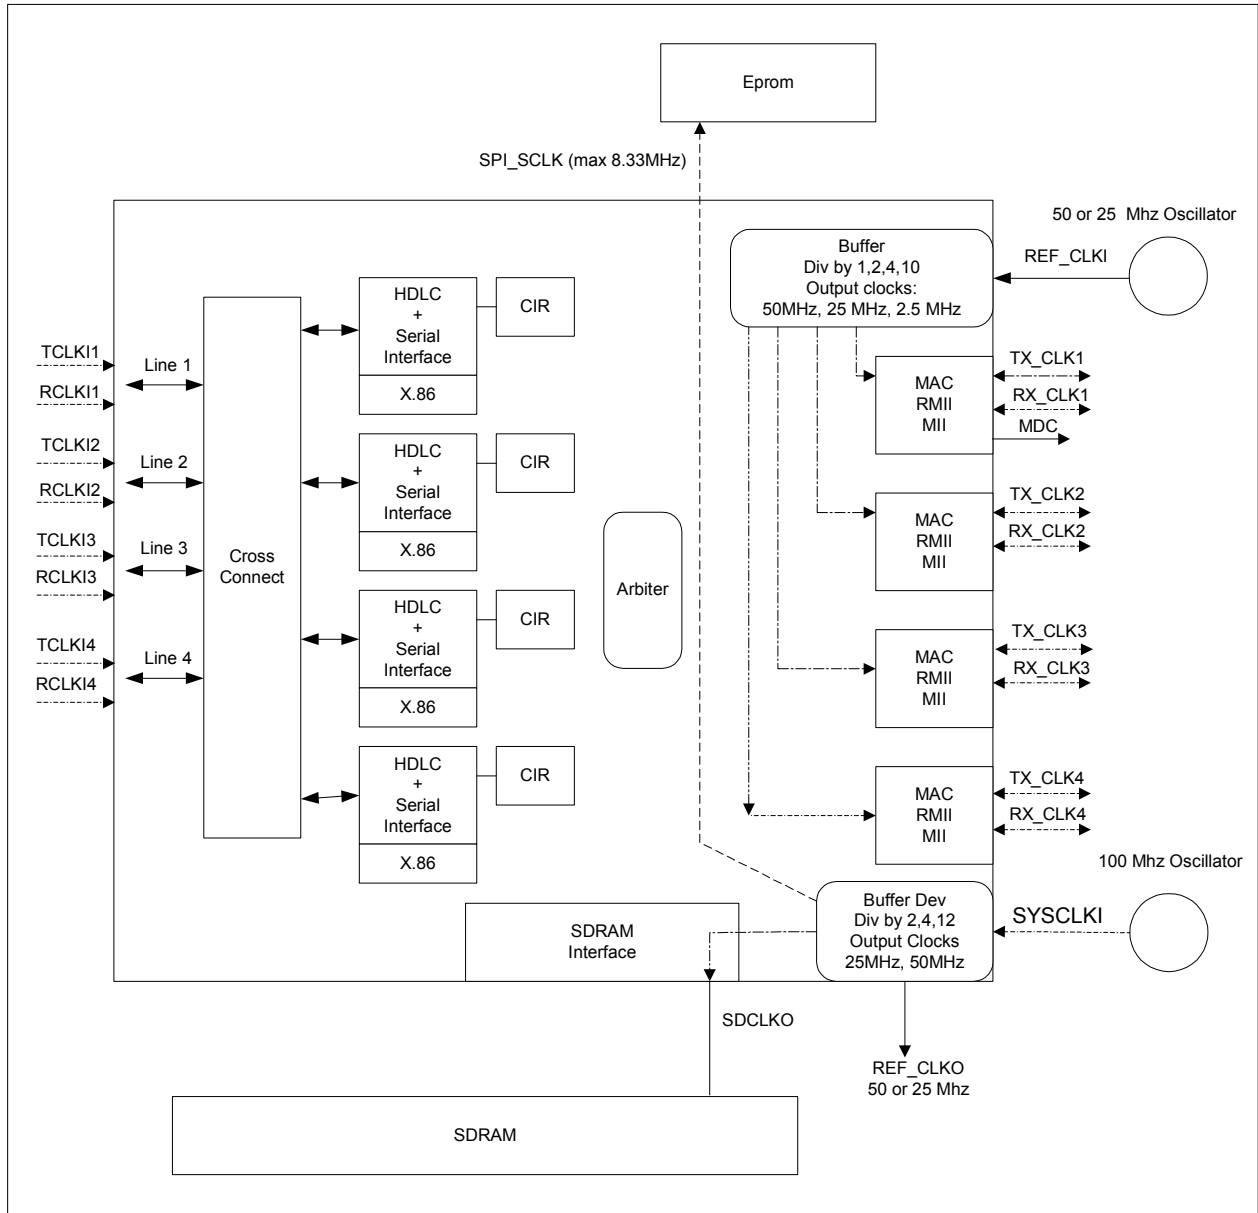 Eprom
SPI_SCLK (max 8.33MHz)
50 or 25 Mhz Oscillator
REF_CLKI
Buffer
Div by 1,2,4,10
Output clocks:
50MHz, 25 MHz, 2.5 MHz
TCLKI1
RCLKI1
Line 1
TCLKI2
RCLKI2
Line 2
TCLKI3
RCLKI3
Line 3
TCLKI4
RCLKI4
Line 4
Cross
Connect
HDLC
+
Serial
Interface
X.86
CIR
HDLC
+
Serial
Interface
X.86
CIR
HDLC
+
Serial
Interface
X.86
CIR
HDLC
+
Serial
Interface
X.86
CIR
Arbiter
MAC
RMII
MII
TX_CLK1
RX_CLK1
MDC
MAC
RMII
MII
TX_CLK2
RX_CLK2
MAC
RMII
MII
TX_CLK3
RX_CLK3
MAC
RMII
MII
TX_CLK4
RX_CLK4
100 Mhz Oscillator
SYSCLKI
Buffer Dev
Div by 2,4,12
Output Clocks
25MHz, 50MHz
SDRAM
Interface
SDCLKO
REF_CLKO
50 or 25 Mhz
SDRAM